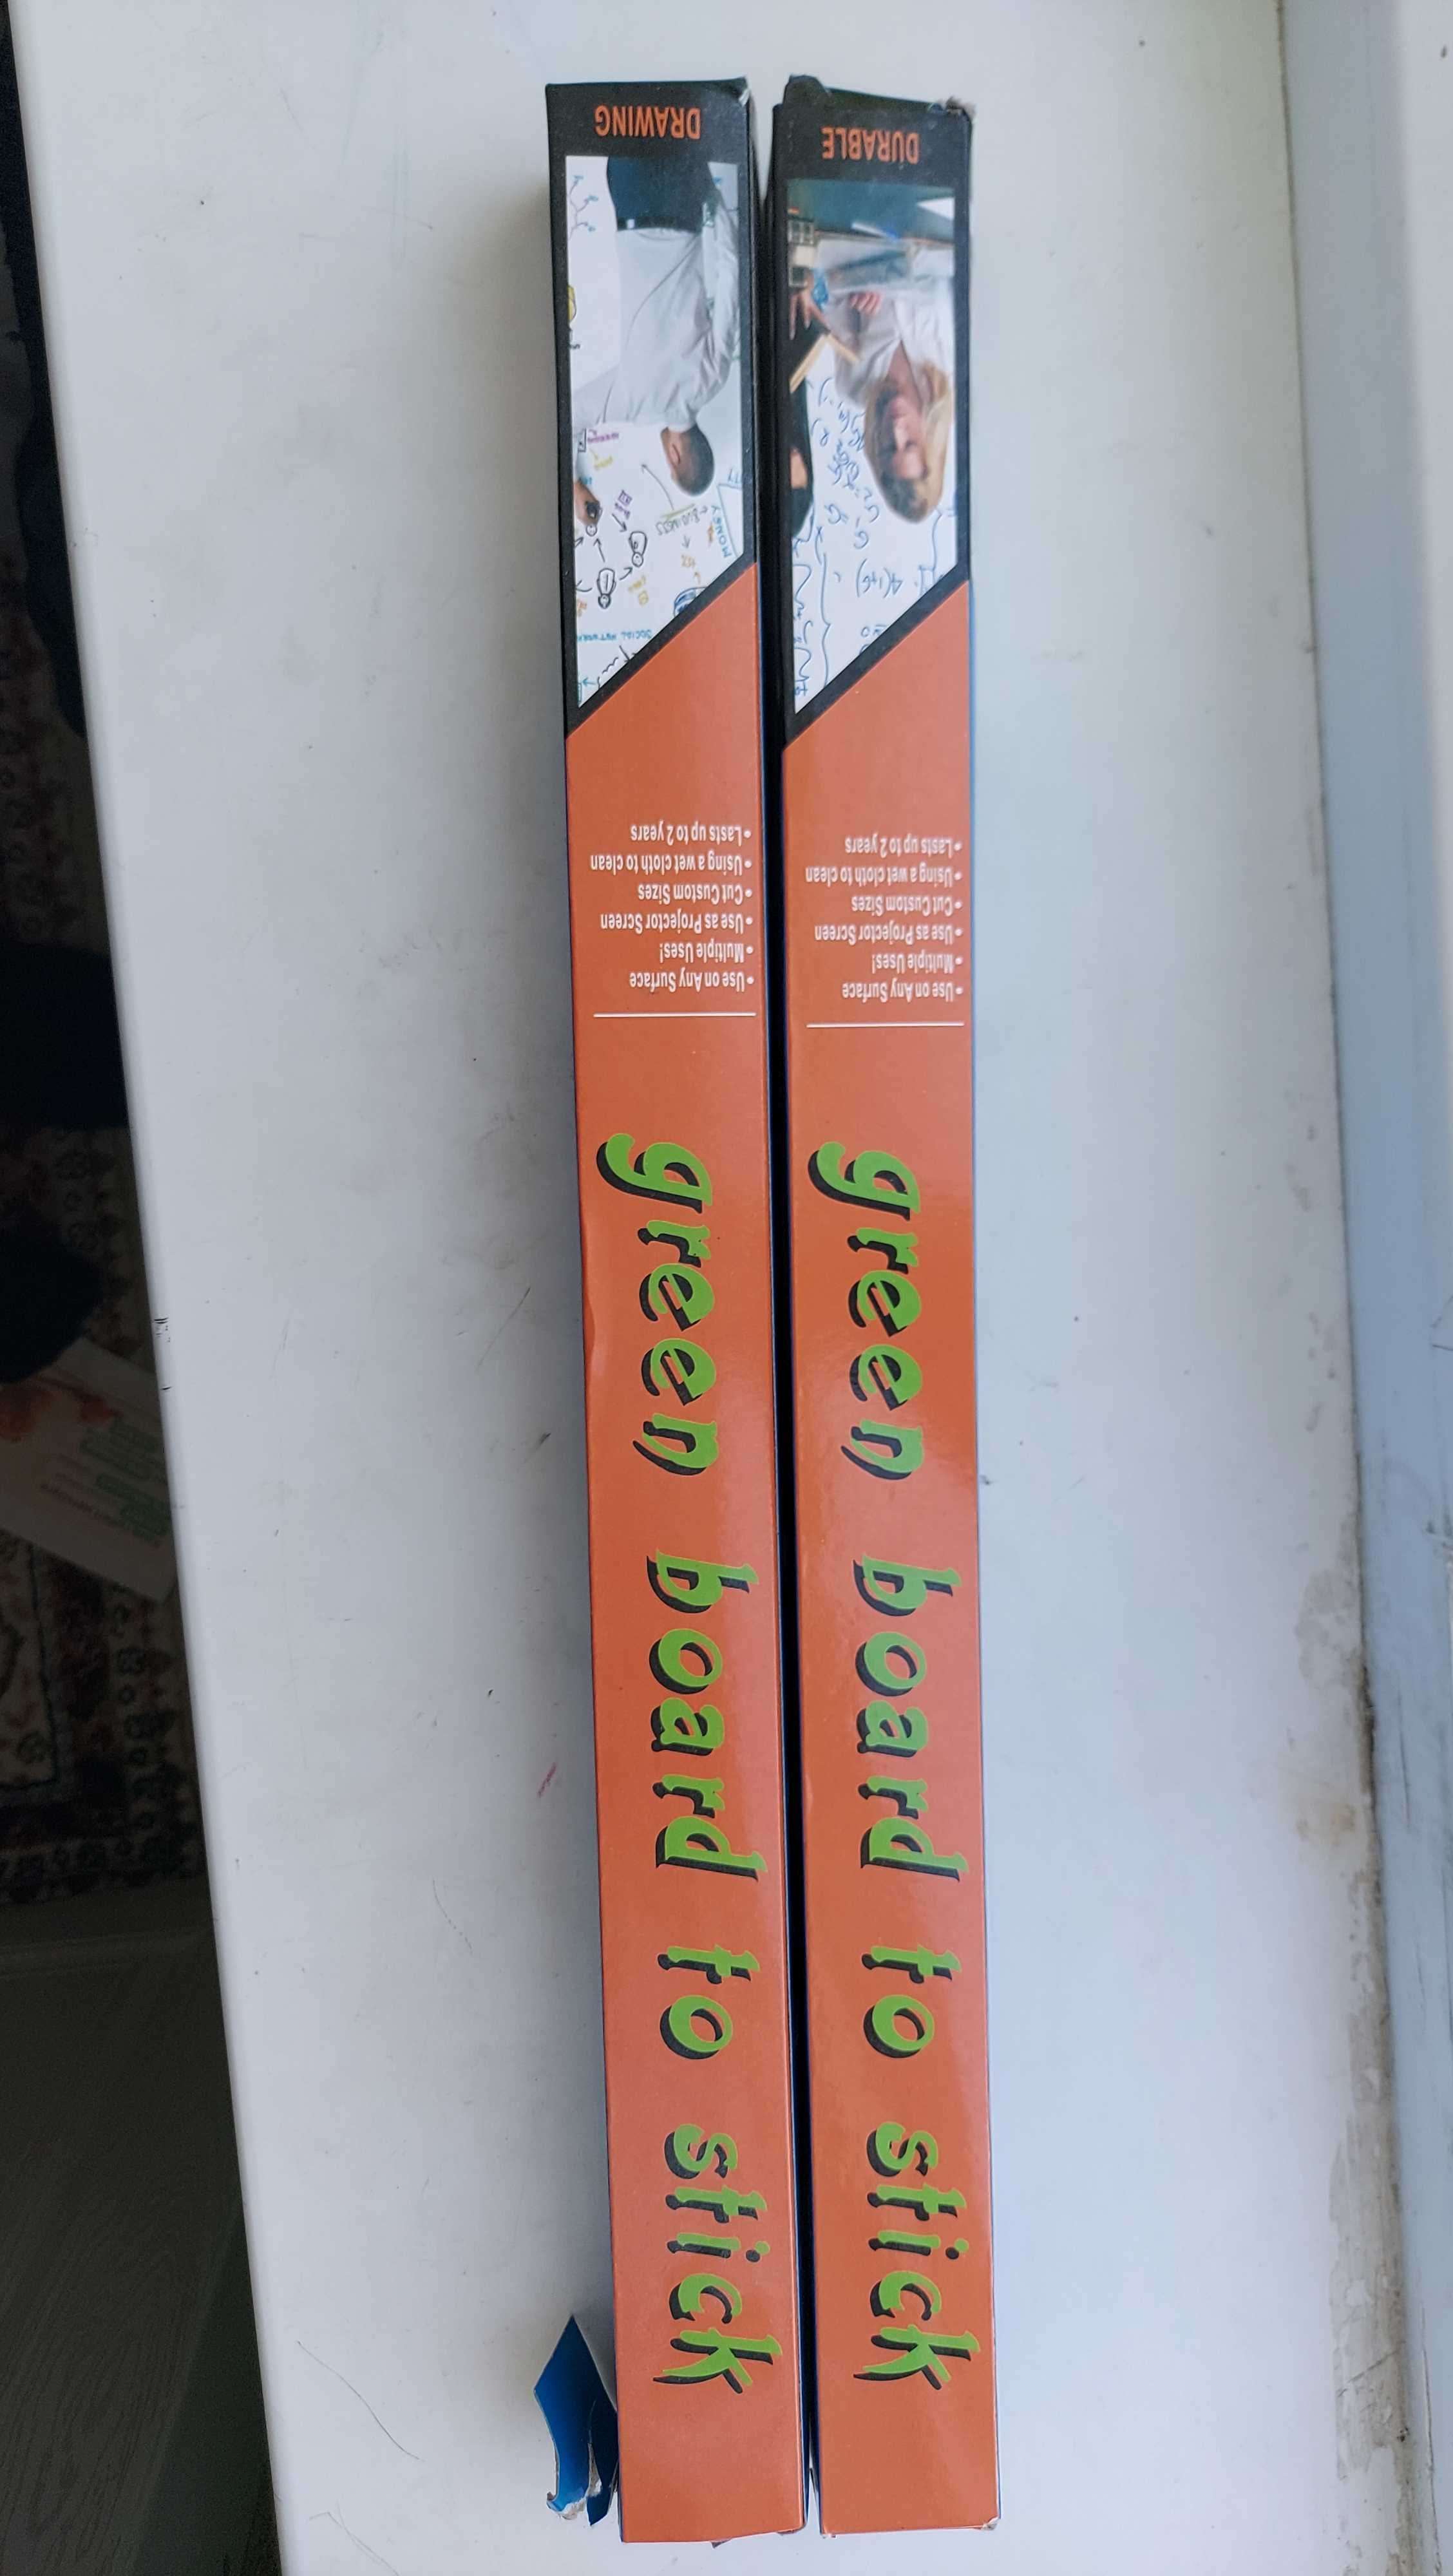 DRAWING
• Use on Any Surface
• Multiple Uses!
• Use as Projector Screen
• Cut Custom Sizes
• Using a wet cloth to clean
• Lasts up to 2 years
green board to stick
DURABLE
• Use on Any Surface
• Multiple Uses!
• Use as Projector Screen
• Cut Custom Sizes
• Using a wet cloth to clean
• Lasts up to 2 years
green board to stick
MONEY
BUSINESS